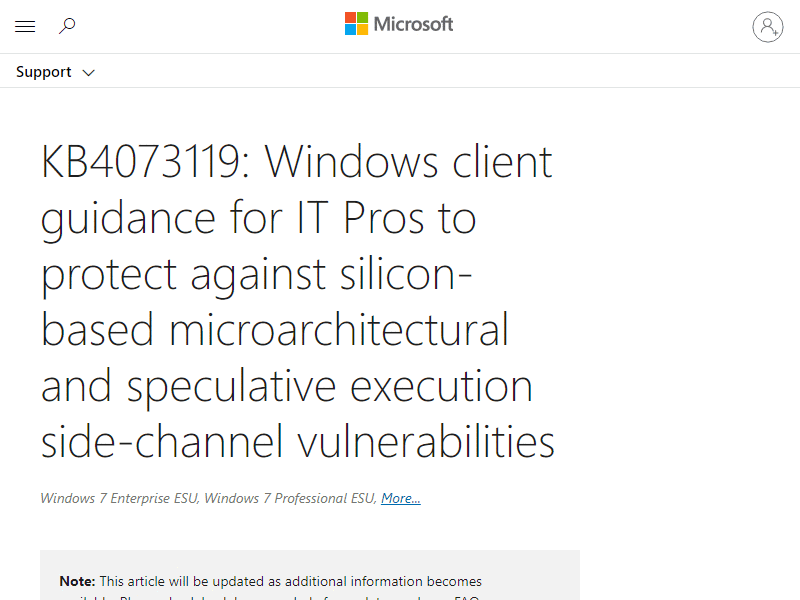 Microsoft
Support
KB4073119: Windows client
guidance for IT Pros to
protect against silicon-
based microarchitectural
and speculative execution
side-channel vulnerabilities
Windows 7 Enterprise ESU, Windows 7 Professional ESU, More...
Note: This article will be updated as additional information becomes